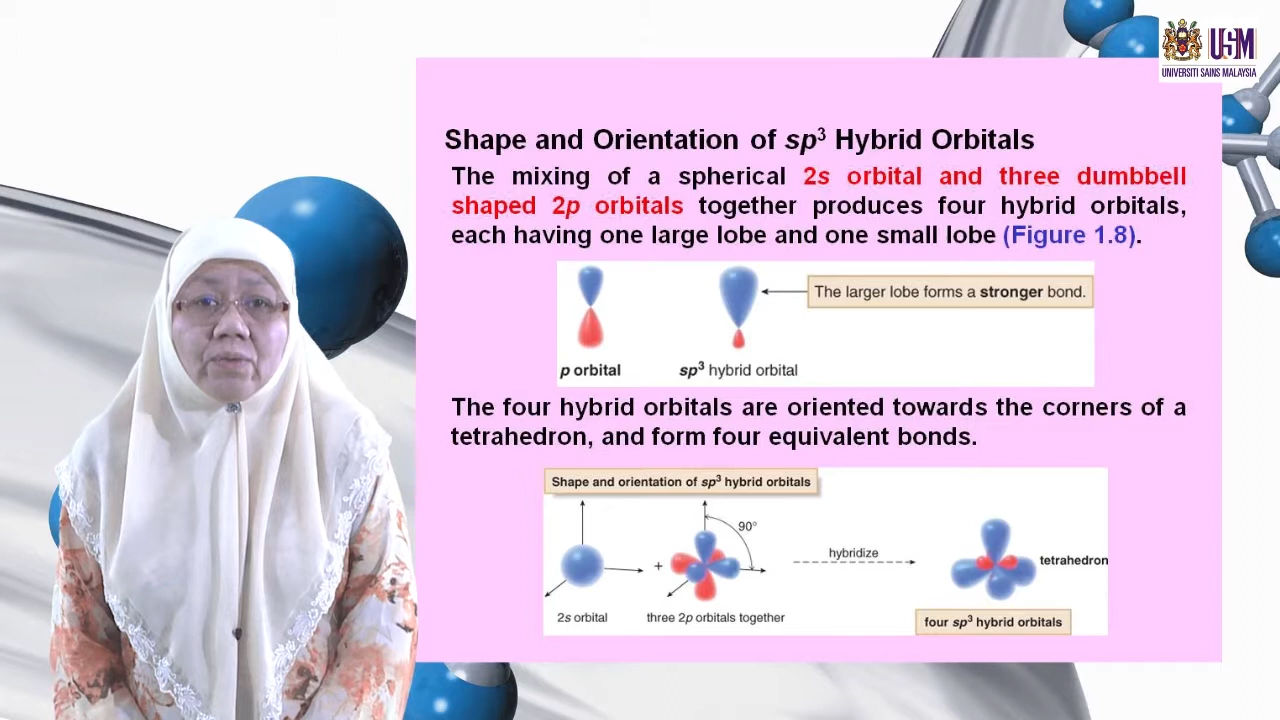 USM
UNIVERSITI SAINS MALAYSIA
Shape and Orientation of sp³ Hybrid Orbitals
The mixing of a spherical 2s orbital and three dumbbell
shaped 2p orbitals together produces four hybrid orbitals,
each having one large lobe and one small lobe (Figure 1.8).
The larger lobe forms a stronger bond.
p orbital
sp³ hybrid orbital
The four hybrid orbitals are oriented towards the corners of a
tetrahedron, and form four equivalent bonds.
Shape and orientation of sp³ hybrid orbitals
90°
+
hybridize
tetrahedron
2s orbital
three 2p orbitals together
four sp³ hybrid orbitals